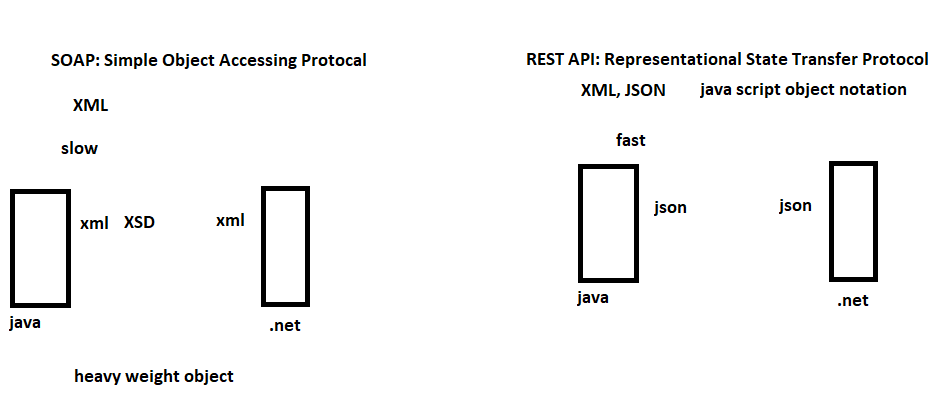 SOAP: Simple Object Accessing Protocal
XML
slow
xml XSD xml
java .net
heavy weight object
REST API: Representational State Transfer Protocol
XML, JSON java script object notation
fast
json json
java .net